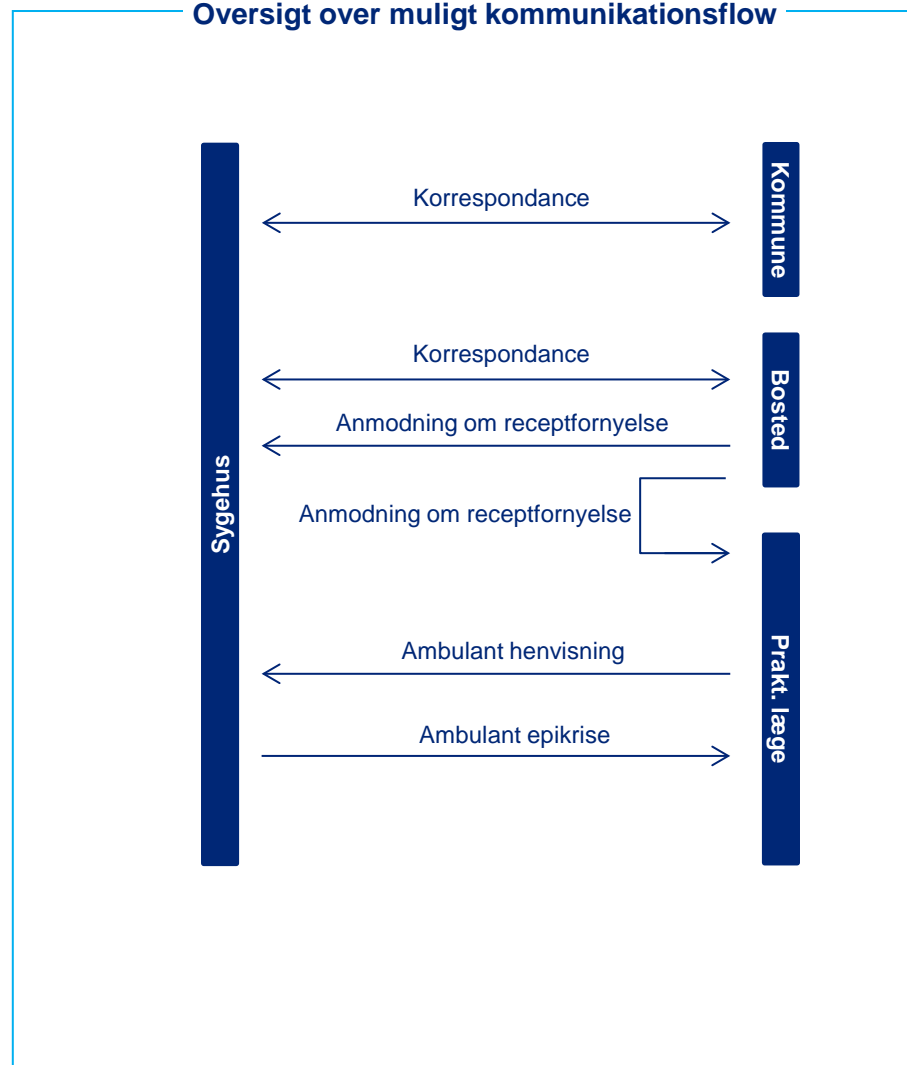 Oversigt over muligt kommunikationsflow
Sygehus
Korrespondance
Kommune
Korrespondance
Anmodning om receptfornyelse
Bosted
Anmodning om receptfornyelse
Ambulant henvisning
Ambulant epikrise
Prakt. læge